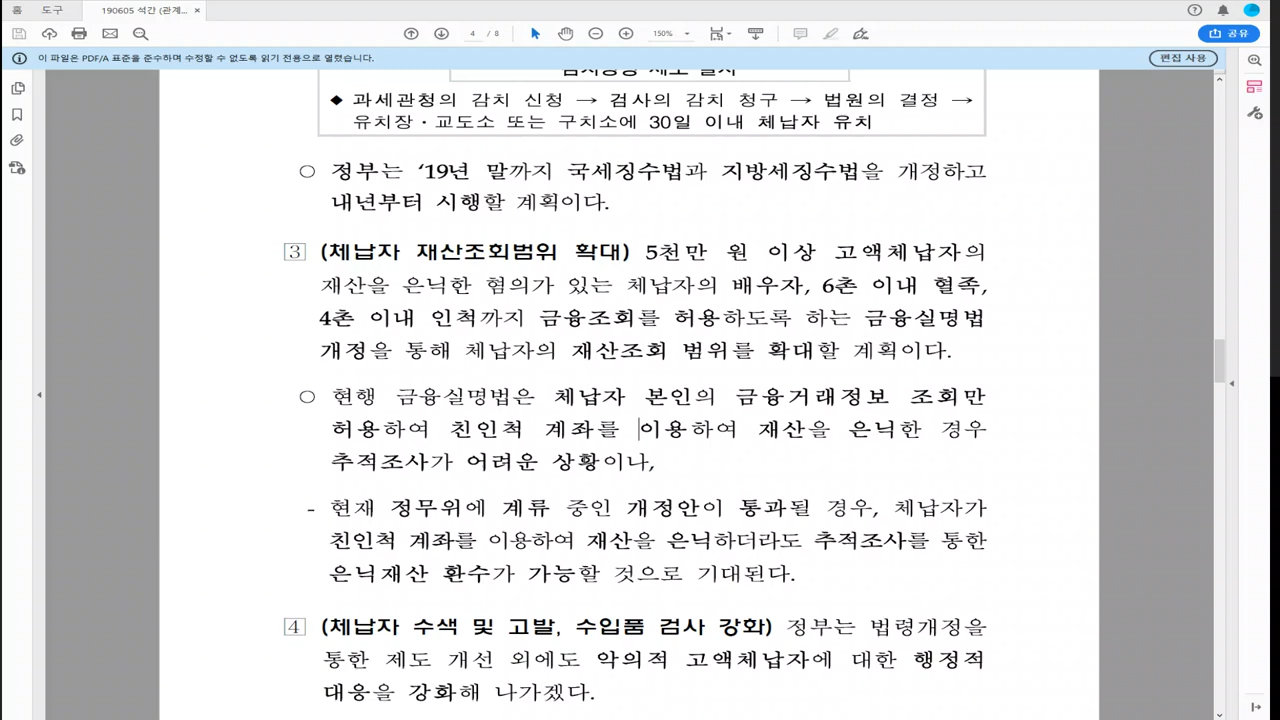 홈
도구
190605 석간 (관계...
×
4 / 8
150%
공유
이 파일은 PDF/A 표준을 준수하며 수정할 수 없도록 읽기 전용으로 열렸습니다.
편집 사용
◆ 과세관청의 감치 신청 → 검사의 감치 청구 → 법원의 결정 →
유치장·교도소 또는 구치소에 30일 이내 체납자 유치
○ 정부는 ‘19년 말까지 국세징수법과 지방세징수법을 개정하고
내년부터 시행할 계획이다.
3 (체납자 재산조회범위 확대) 5천만 원 이상 고액체납자의
재산을 은닉한 혐의가 있는 체납자의 배우자, 6촌 이내 혈족,
4촌 이내 인척까지 금융조회를 허용하도록 하는 금융실명법
개정을 통해 체납자의 재산조회 범위를 확대할 계획이다.
○ 현행 금융실명법은 체납자 본인의 금융거래정보 조회만
허용하여 친인척 계좌를 이용하여 재산을 은닉한 경우
추적조사가 어려운 상황이나,
- 현재 정무위에 계류 중인 개정안이 통과될 경우, 체납자가
친인척 계좌를 이용하여 재산을 은닉하더라도 추적조사를 통한
은닉재산 환수가 가능할 것으로 기대된다.
4 (체납자 수색 및 고발, 수입품 검사 강화) 정부는 법령개정을
통한 제도 개선 외에도 악의적 고액체납자에 대한 행정적
대응을 강화해 나가겠다.